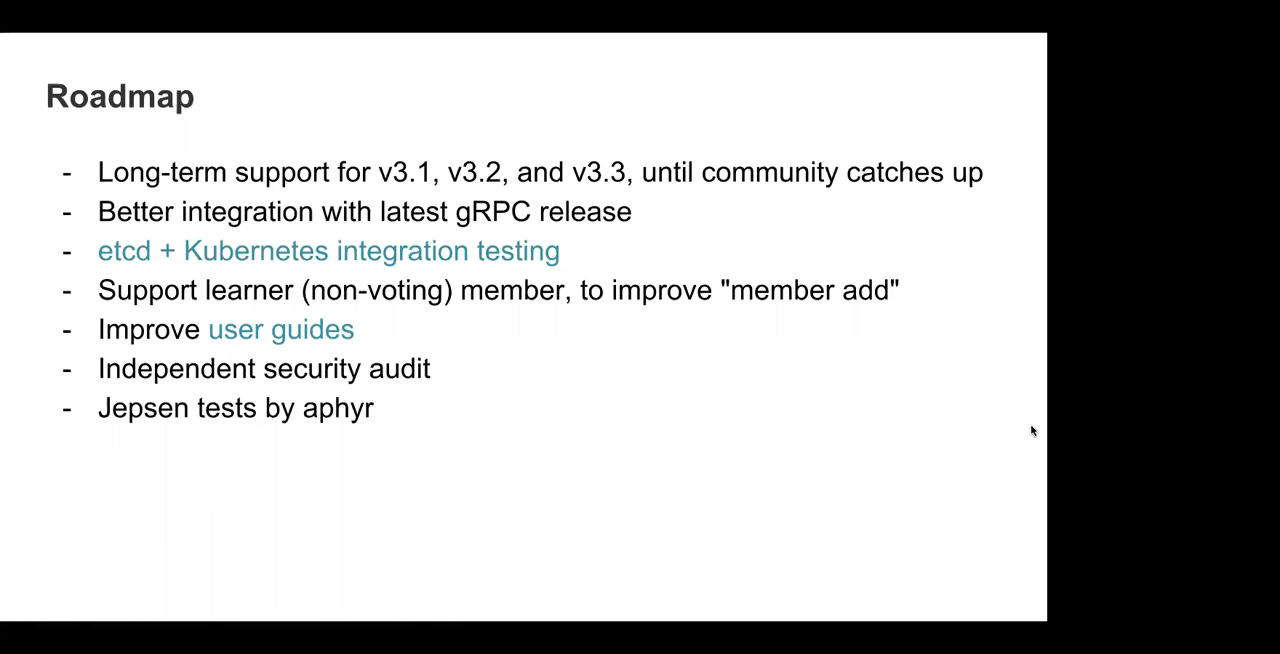 Roadmap
- Long-term support for v3.1, v3.2, and v3.3, until community catches up
- Better integration with latest gRPC release
- etcd + Kubernetes integration testing
- Support learner (non-voting) member, to improve "member add"
- Improve user guides
- Independent security audit
- Jepsen tests by aphyr